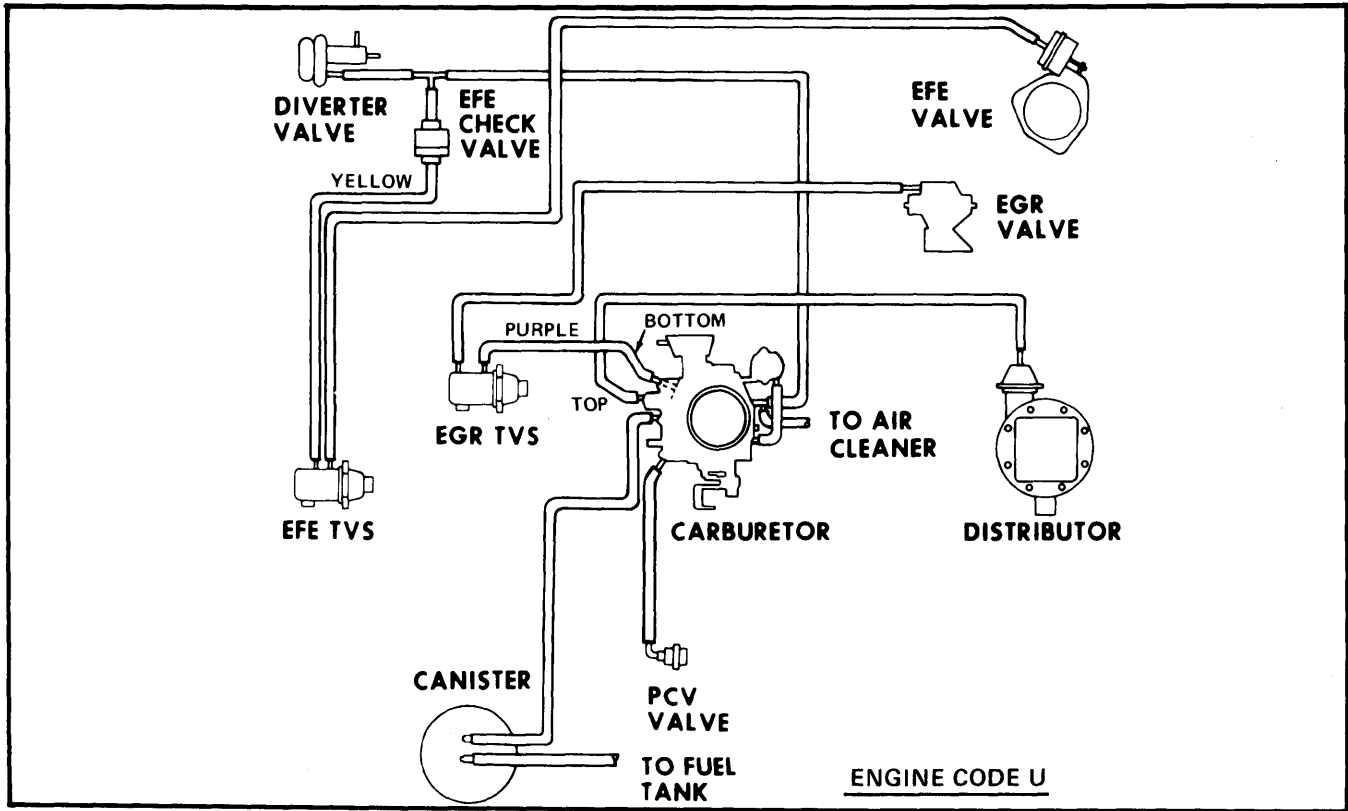 DIVERTER
VALVE
EFE
CHECK
VALVE
EFE
VALVE
YELLOW
EGR
VALVE
PURPLE
BOTTOM
TOP
EGR TVS
TO AIR
CLEANER
EFE TVS
CARBURETOR
DISTRIBUTOR
CANISTER
PCV
VALVE
TO FUEL
TANK
ENGINE CODE U